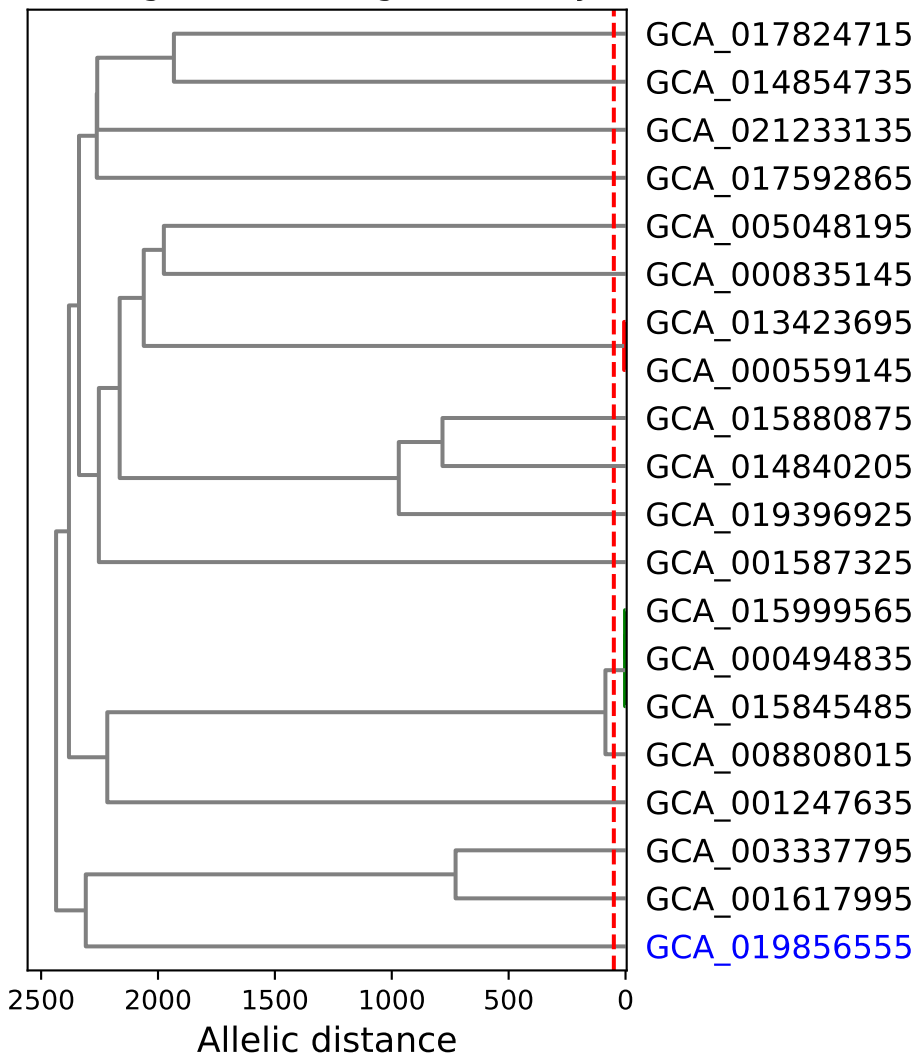 GCA_017824715
GCA_014854735
GCA_021233135
GCA_017592865
GCA_005048195
GCA_000835145
GCA_013423695
GCA_000559145
GCA_015880875
GCA_014840205
GCA_019396925
GCA_001587325
GCA_015999565
GCA_000494835
GCA_015845485
GCA_008808015
GCA_001247635
GCA_003337795
GCA_001617995
GCA_019856555
2500 2000 1500 1000 500 0
Allelic distance